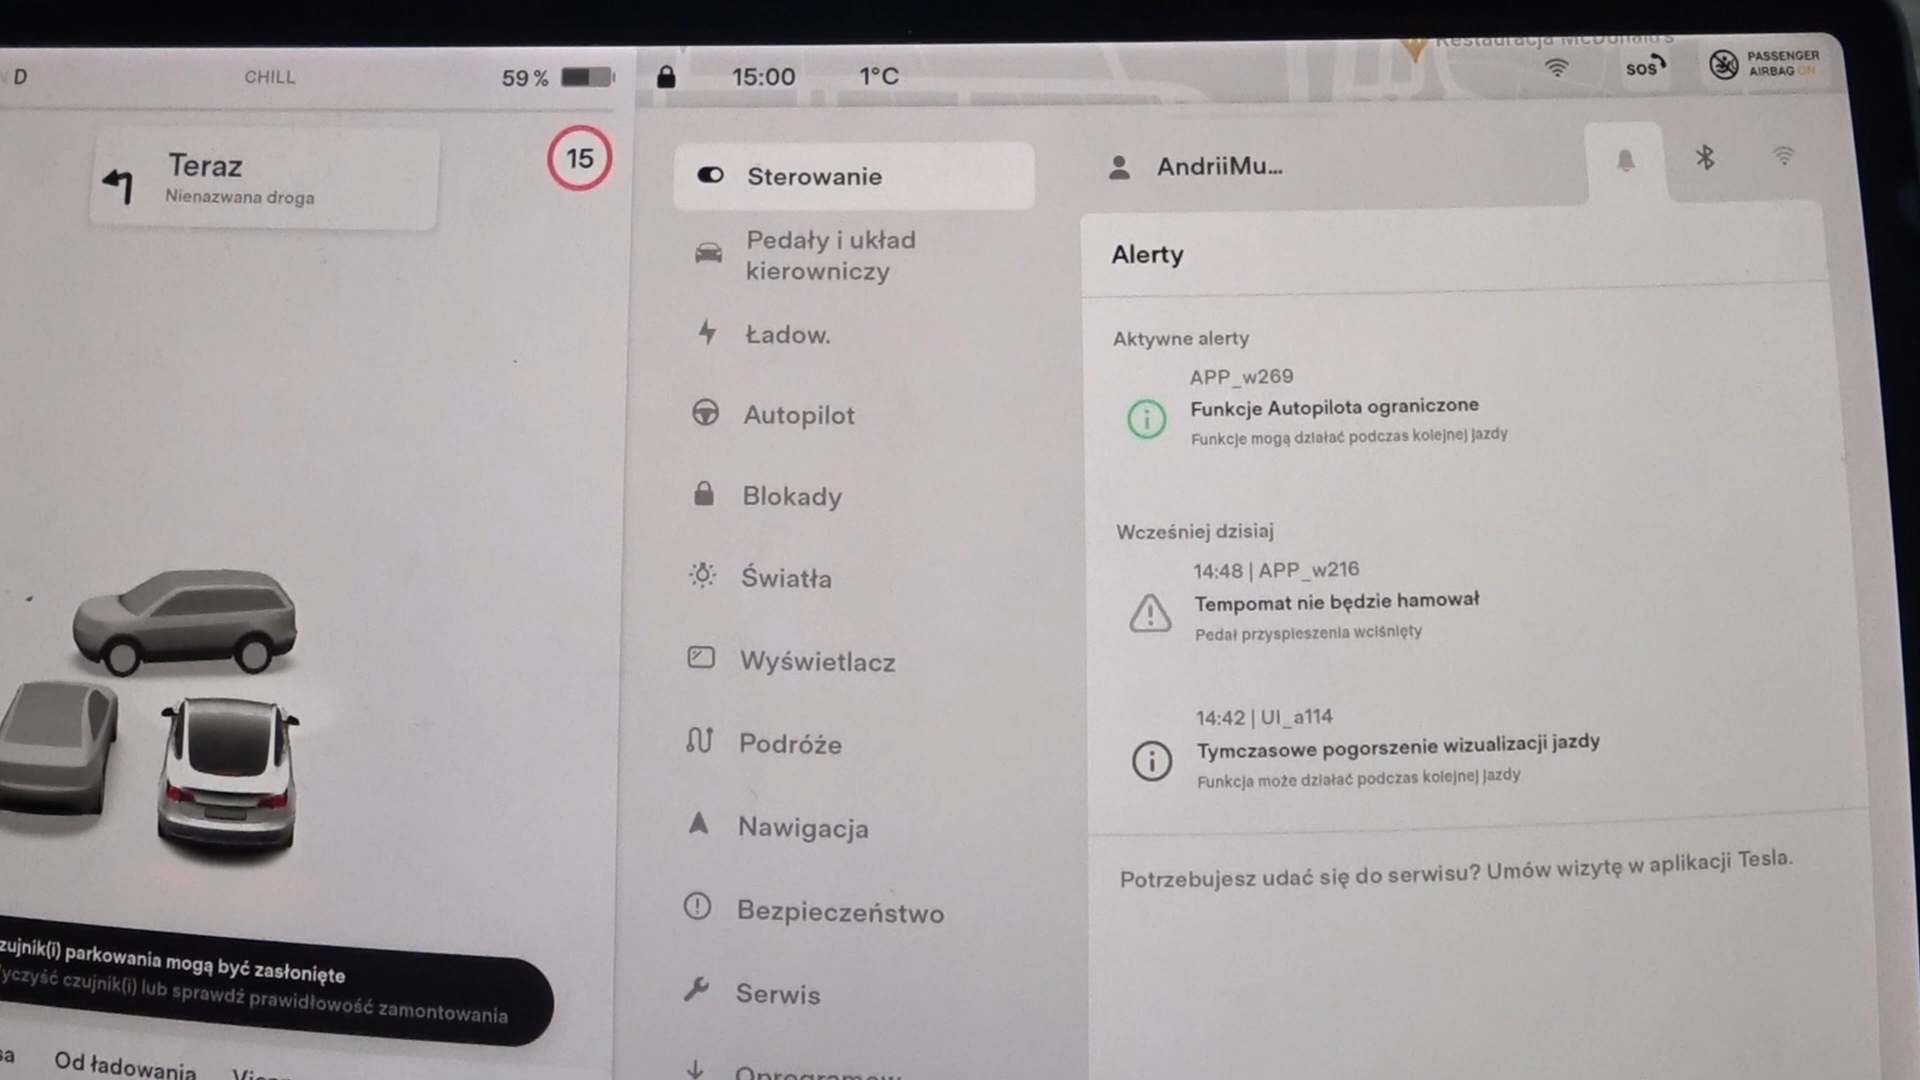 D
CHILL
59 %
15:00
1°C
Restauracja McDonald's
SOS
PASSENGER
AIRBAG ON
Teraz
Nienazwana droga
15
Sterowanie
Pedały i układ
kierowniczy
Ładow.
Autopilot
Blokady
Światła
Wyświetlacz
Podróże
Nawigacja
Bezpieczeństwo
Serwis
AndriiMu...
Alerty
Aktywne alerty
APP_w269
Funkcje Autopilota ograniczone
Funkcje mogą działać podczas kolejnej jazdy
Wcześniej dzisiaj
14:48 | APP_w216
Tempomat nie będzie hamował
Pedał przyspieszenia wciśnięty
14:42 | UI_a114
Tymczasowe pogorszenie wizualizacji jazdy
Funkcja może działać podczas kolejnej jazdy
Potrzebujesz udać się do serwisu? Umów wizytę w aplikacji Tesla.
zujnik(i) parkowania mogą być zasłonięte
yczyść czujnik(i) lub sprawdź prawidłowość zamontowania
sa
Od ładowania